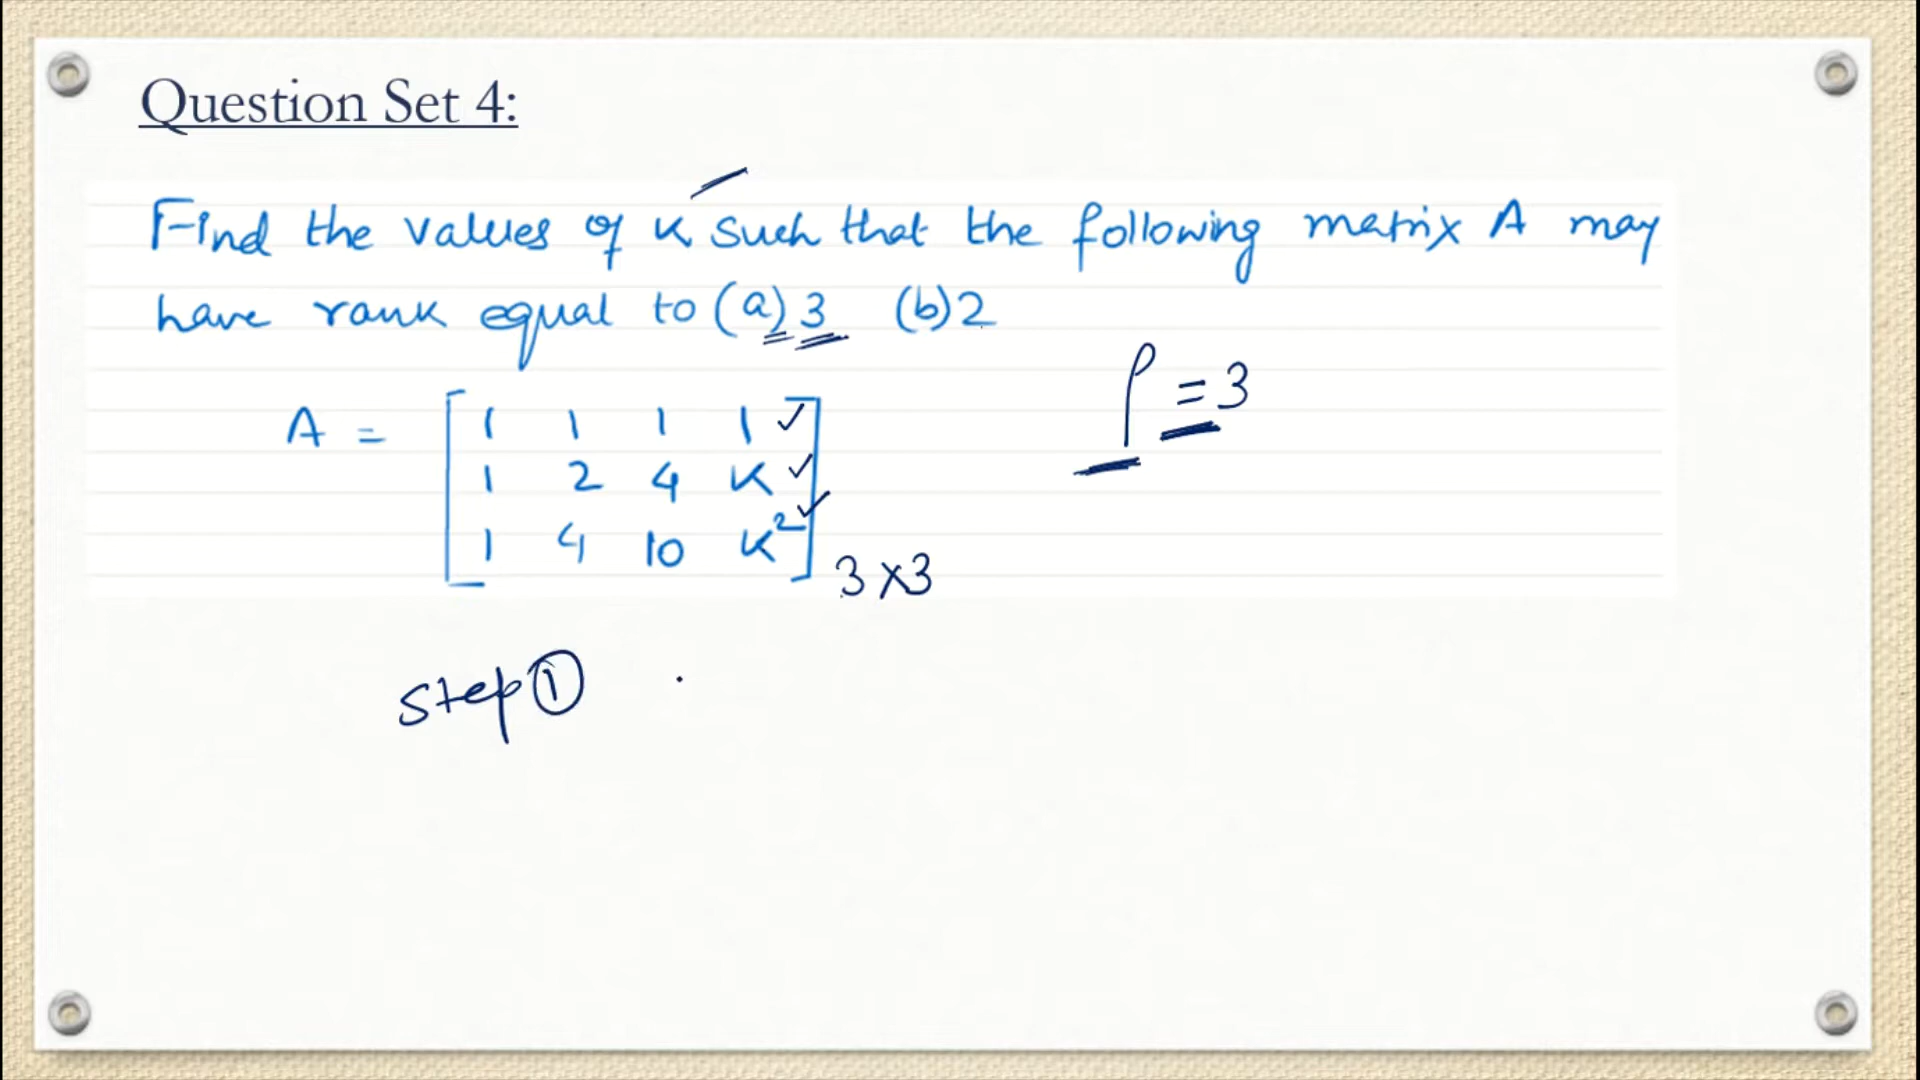 Question Set 4:
Find the values of K such that the following matrix A may
have rank equal to (a) 3 (b) 2
ρ = 3
A = [ 1 1 1 1 ✓
1 2 4 K ✓
1 4 10 K² ✓ ] 3×3
Step ①